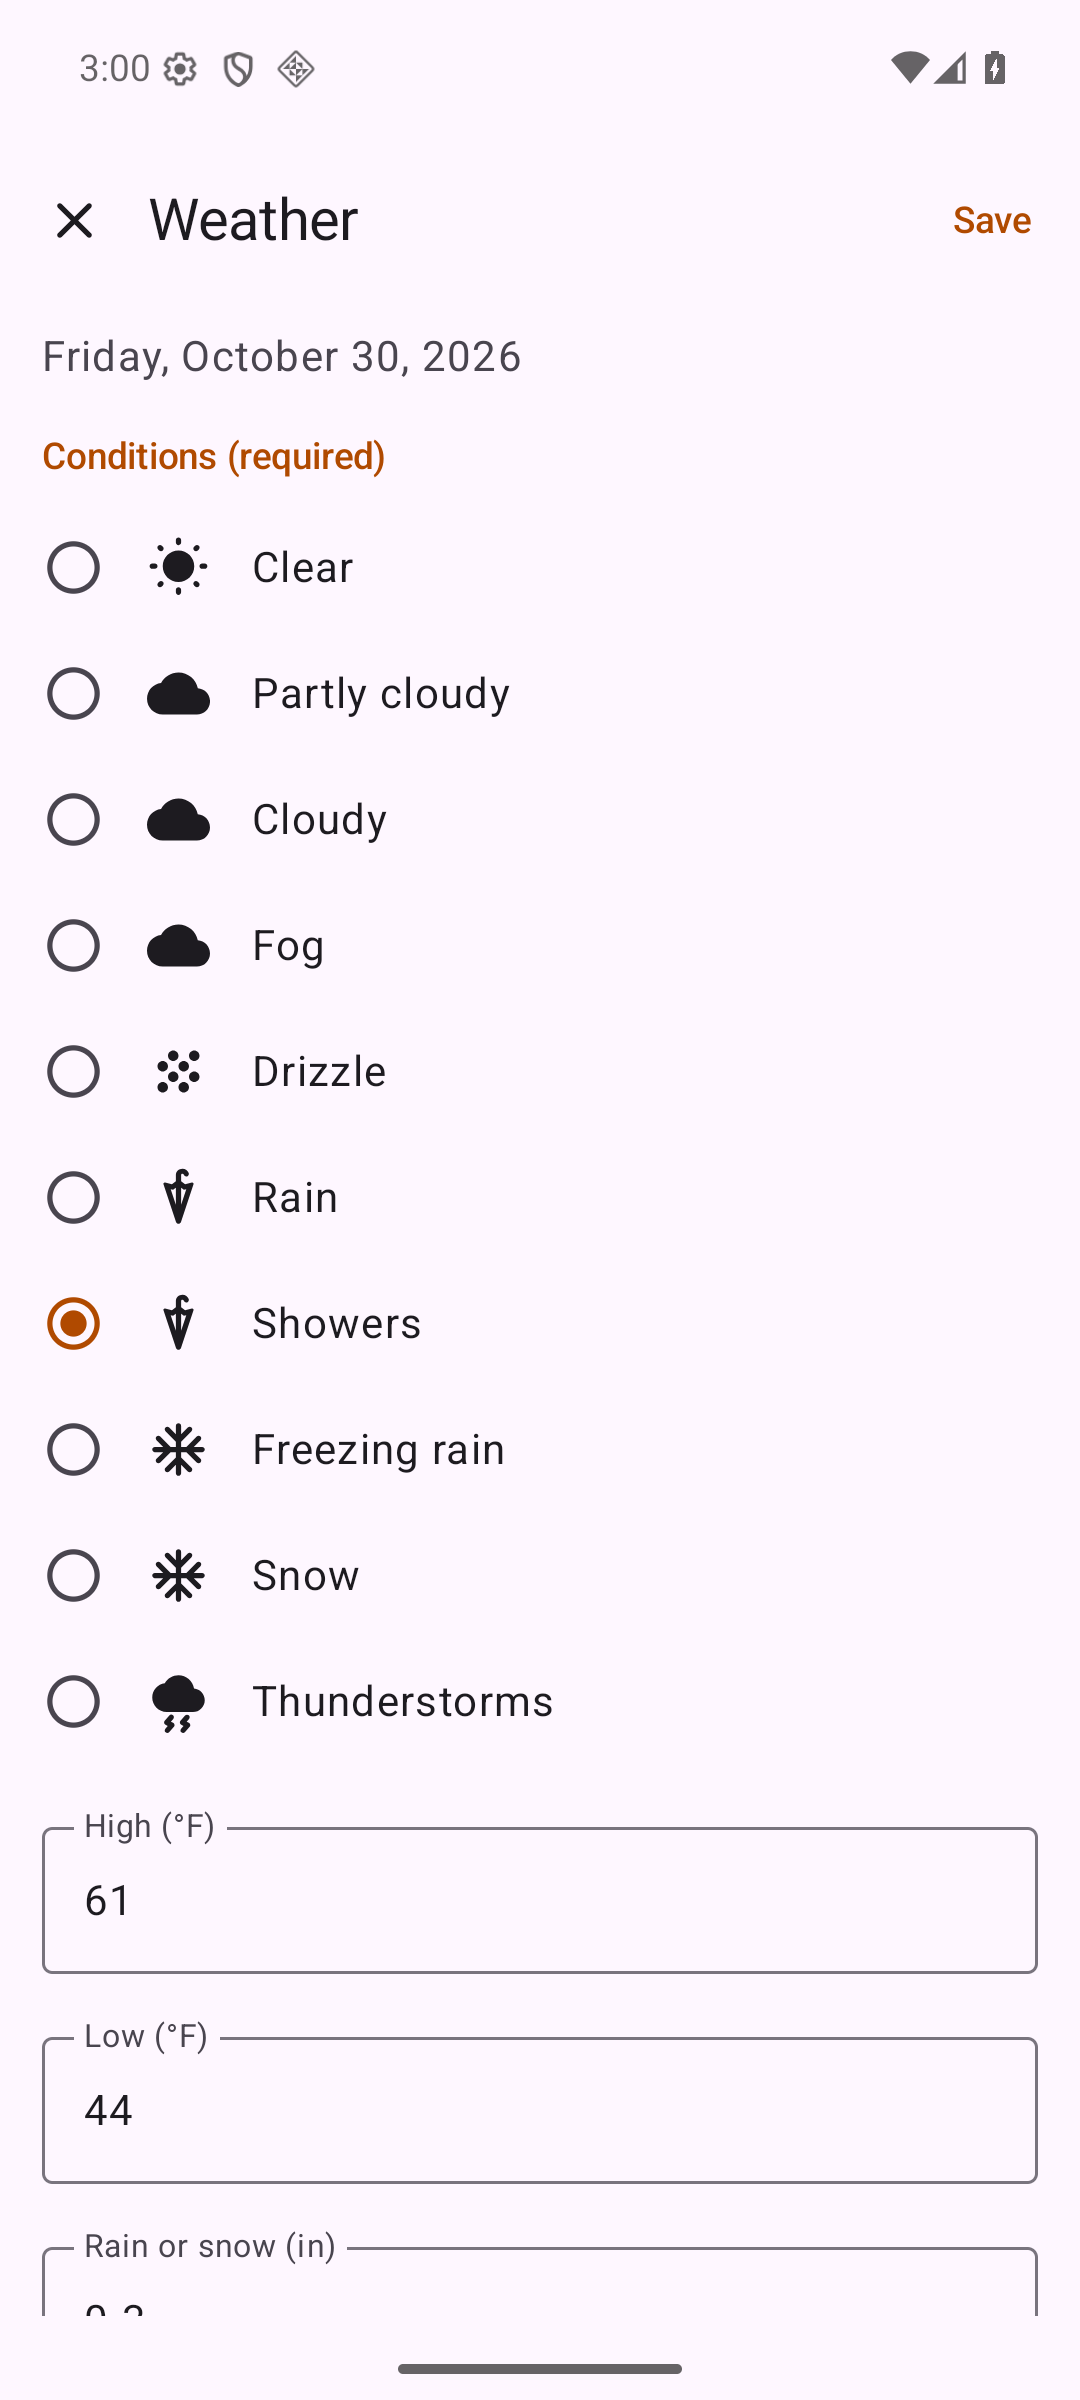 3:00
Weather
Save
Friday, October 30, 2026
Conditions (required)
Clear
Partly cloudy
Cloudy
Fog
Drizzle
Rain
Showers
Freezing rain
Snow
Thunderstorms
High (°F)
61
Low (°F)
44
Rain or snow (in)